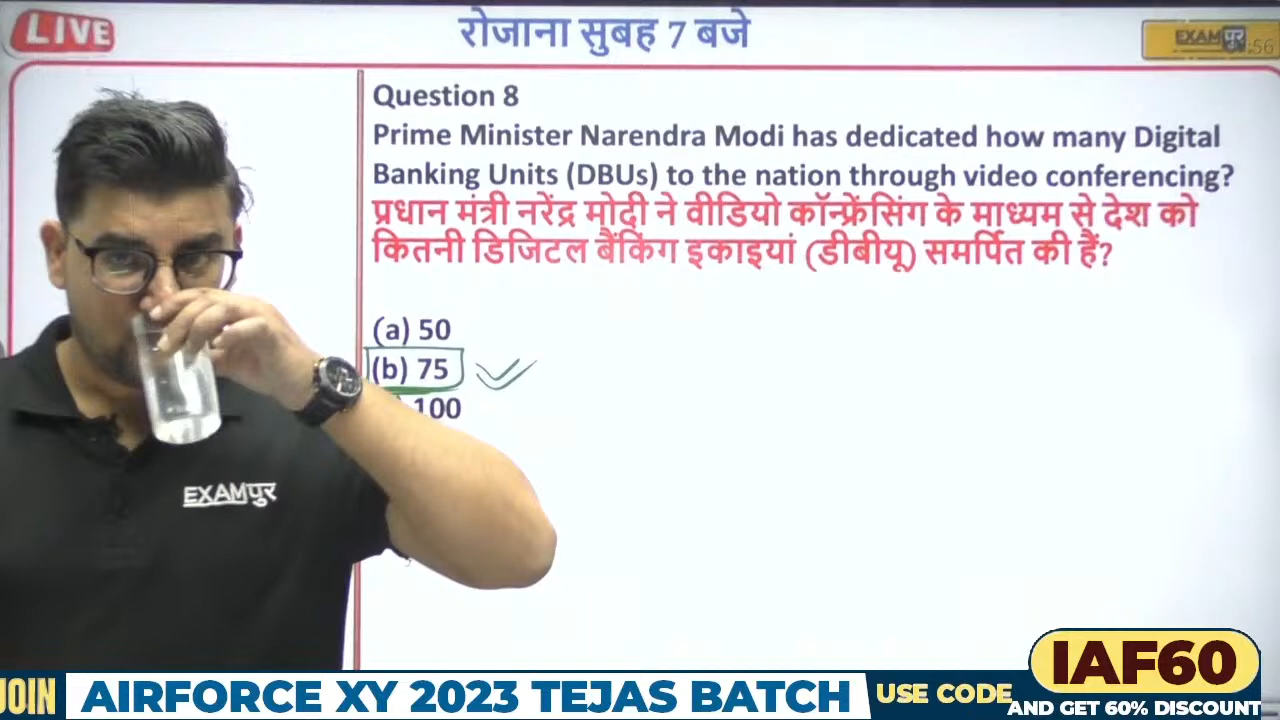 LIVE
रोजाना सुबह 7 बजे
EXAMपुर
:56
Question 8
Prime Minister Narendra Modi has dedicated how many Digital
Banking Units (DBUs) to the nation through video conferencing?
प्रधान मंत्री नरेंद्र मोदी ने वीडियो कॉन्फ्रेंसिंग के माध्यम से देश को
कितनी डिजिटल बैंकिंग इकाइयां (डीबीयू) समर्पित की हैं?
(a) 50
(b) 75
) 100
EXAMपुर
JOIN
AIRFORCE XY 2023 TEJAS BATCH
USE CODE
IAF60
AND GET 60% DISCOUNT